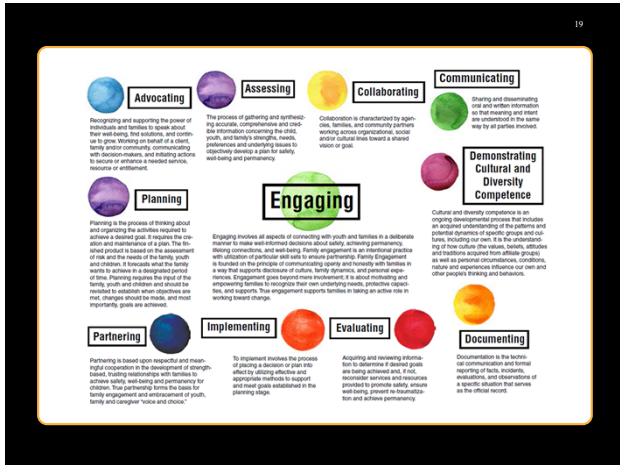 19
Advocating
Recognizing and supporting the power of
individuals and families to speak about
their well-being, find solutions, and contin-
ue to grow. Working on behalf of a client,
family and/or community, communicating
with decision-makers, and initiating actions
to secure or enhance a needed service,
resource or entitlement.
Assessing
The process of gathering and synthesiz-
ing accurate, comprehensive and cred-
ible information concerning the child,
youth, and family's strengths, needs,
preferences and underlying issues to
objectively develop a plan for safety,
well-being and permanency.
Collaborating
Collaboration is characterized by agen-
cies, families, and community partners
working across organizational, social
and/or cultural lines toward a shared
vision or goal.
Communicating
Sharing and disseminating
oral and written information
so that meaning and intent
are understood in the same
way by all parties involved.
Planning
Planning is the process of thinking about
and organizing the activities required to
achieve a desired goal. It requires the cre-
ation and maintenance of a plan. The fin-
ished product is based on the assessment
of risk and the needs of the family, youth
and children. It forecasts what the family
wants to achieve in a designated period
of time. Planning requires the input of the
family, youth and children and should be
revisited to establish when objectives are
met, changes should be made, and most
importantly, goals are achieved.
Engaging
Engaging involves all aspects of connecting with youth and families in a deliberate
manner to make well-informed decisions about safety, achieving permanency,
lifelong connections, and well-being. Family engagement is an intentional practice
with utilization of particular skill sets to ensure partnership. Family Engagement
is founded on the principle of communicating openly and honestly with families in
a way that supports disclosure of culture, family dynamics, and personal expe-
riences. Engagement goes beyond mere involvement; it is about motivating and
empowering families to recognize their own underlying needs, protective capaci-
ties, and supports. True engagement supports families in taking an active role in
working toward change.
Demonstrating
Cultural and
Diversity
Competence
Cultural and diversity competence is an
ongoing developmental process that includes
an acquired understanding of the patterns and
potential dynamics of specific groups and cul-
tures, including our own. It is the understand-
ing of how culture (the values, beliefs, attitudes
and traditions acquired from affiliate groups)
as well as personal circumstances, conditions,
nature and experiences influence our own and
other people's thinking and behaviors.
Partnering
Partnering is based upon respectful and mean-
ingful cooperation in the development of strength-
based, trusting relationships with families to
achieve safety, well-being and permanency for
children. True partnership forms the basis for
family engagement and embracement of youth,
family and caregiver "voice and choice."
Implementing
To implement involves the process
of placing a decision or plan into
effect by utilizing effective and
appropriate methods to support
and meet goals established in the
planning stage.
Evaluating
Acquiring and reviewing informa-
tion to determine if desired goals
are being achieved and, if not,
reconsider services and resources
provided to promote safety, ensure
well-being, prevent re-traumatiza-
tion and achieve permanency.
Documenting
Documentation is the techni-
cal communication and formal
reporting of facts, incidents,
evaluations, and observations of
a specific situation that serves
as the official record.